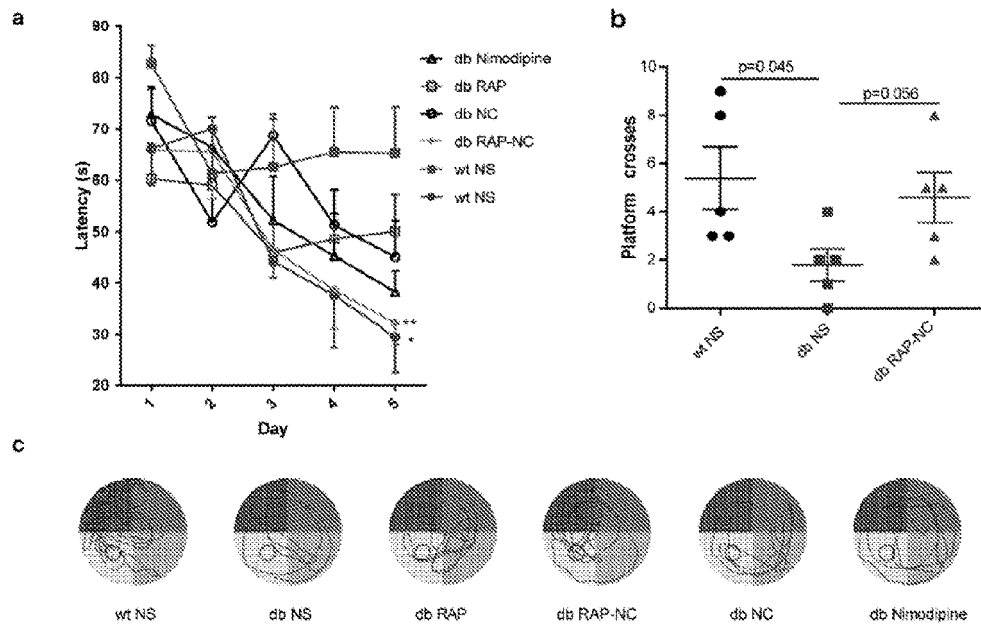 a
90
80
70
60
50
40
30
20
Latency (s)
1
2
3
4
5
Day
db Nimodipine
db RAP
db NC
db RAP-NC
wt NS
wt NS
**
*
b
10
8
6
4
2
0
Platform crosses
p=0.045
p=0.056
wt NS
db NS
db RAP-NC
c
wt NS
db NS
db RAP
db RAP-NC
db NC
db Nimodipine